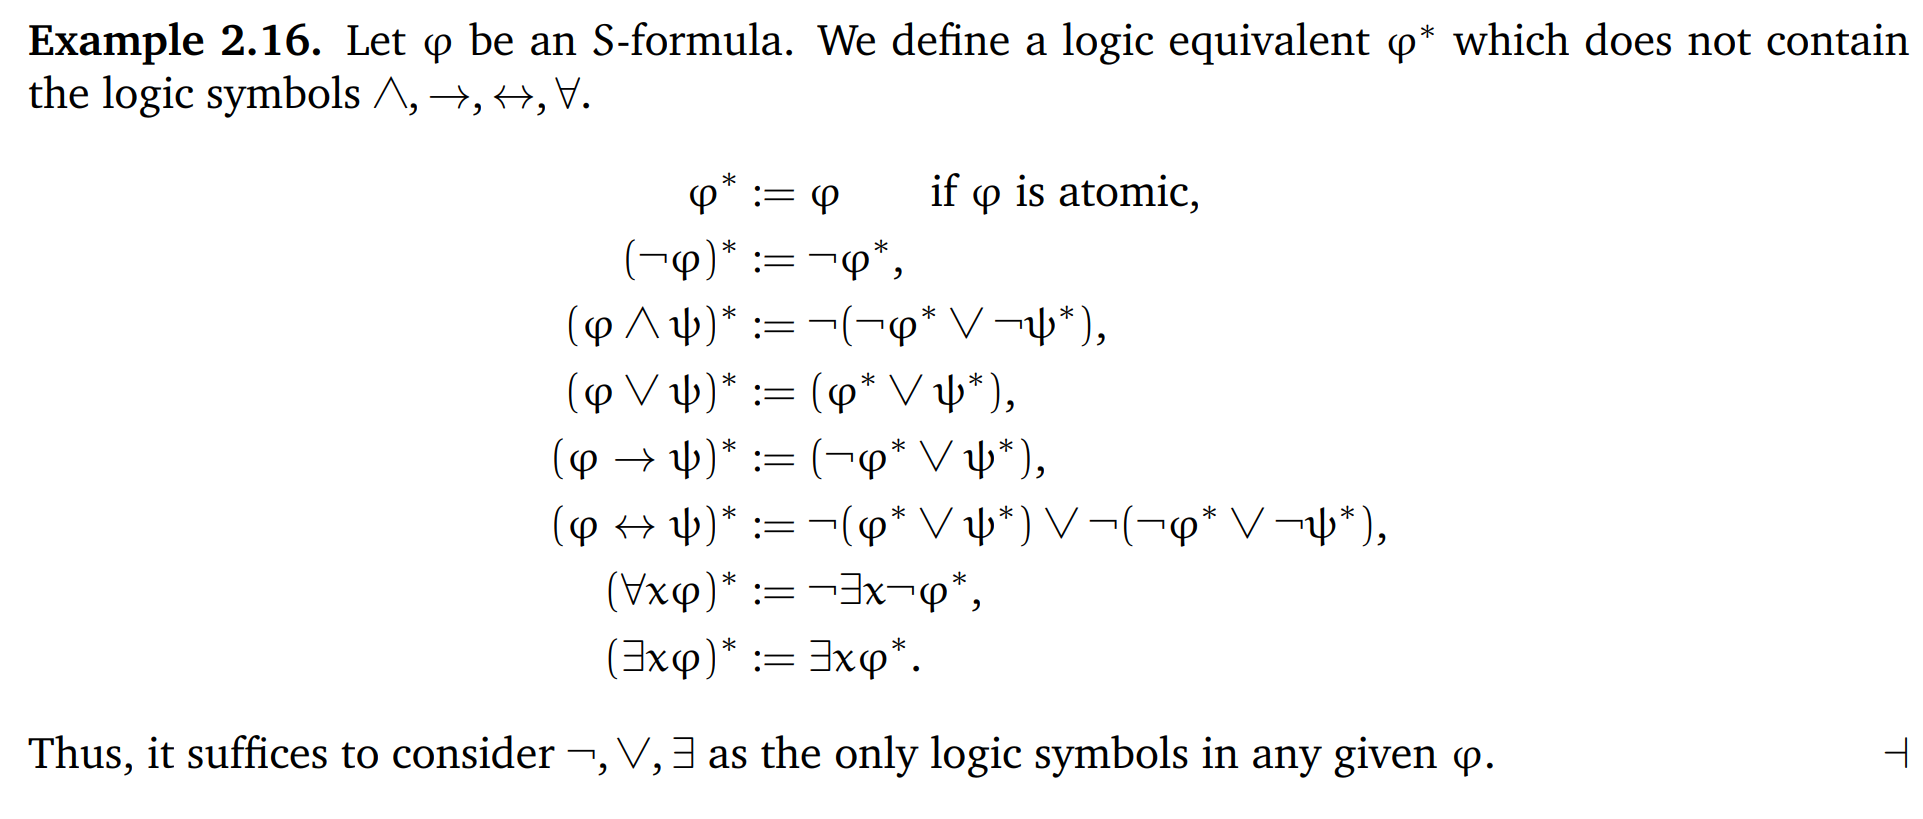 Example 2.16. Let φ be an S-formula. We define a logic equivalent φ* which does not contain
the logic symbols ∧, →, ↔, ∀.
φ* := φ if φ is atomic,
(¬φ)* := ¬φ*,
(φ ∧ ψ)* := ¬(¬φ* ∨ ¬ψ*),
(φ ∨ ψ)* := (φ* ∨ ψ*),
(φ → ψ)* := (¬φ* ∨ ψ*),
(φ ↔ ψ)* := ¬(φ* ∨ ψ*) ∨ ¬(¬φ* ∨ ¬ψ*),
(∀xφ)* := ¬∃x¬φ*,
(∃xφ)* := ∃xφ*.
Thus, it suffices to consider ¬, ∨, ∃ as the only logic symbols in any given φ. ⊣